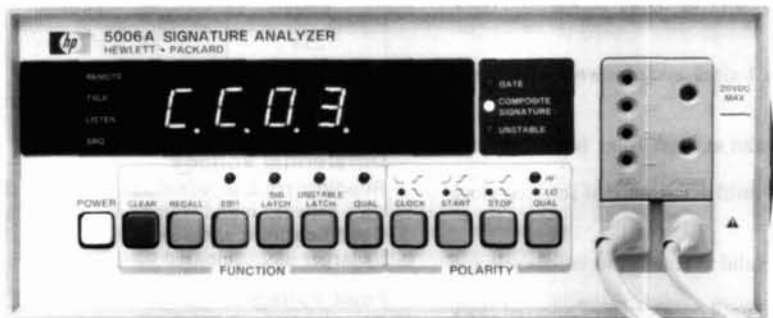 hp 5006A SIGNATURE ANALYZER
HEWLETT • PACKARD
REMOTE
TALK
LISTEN
SRQ
C.C.0.3.
GATE
COMPOSITE
SIGNATURE
UNSTABLE
20VDC
MAX
HI
LO
POWER
CLEAR
RECALL
EDIT
SIG
LATCH
UNSTABLE
LATCH
QUAL
CLOCK
START
STOP
QUAL
FUNCTION
POLARITY